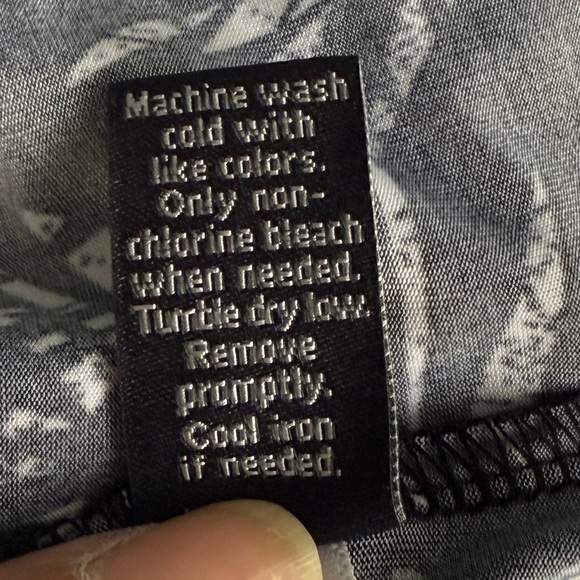 Machine wash
cold with
like colors.
Only non-
chlorine bleach
when needed.
Tumble dry low.
Remove
promptly.
Cool iron
if needed.